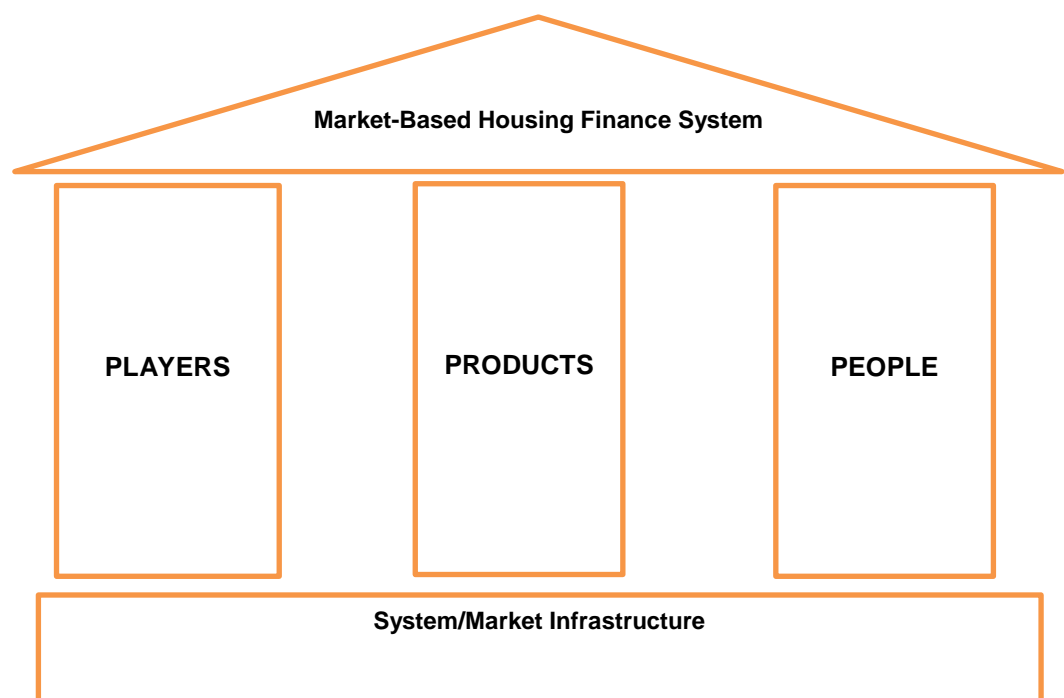 Market-Based Housing Finance System
PLAYERS
PRODUCTS
PEOPLE
System/Market Infrastructure